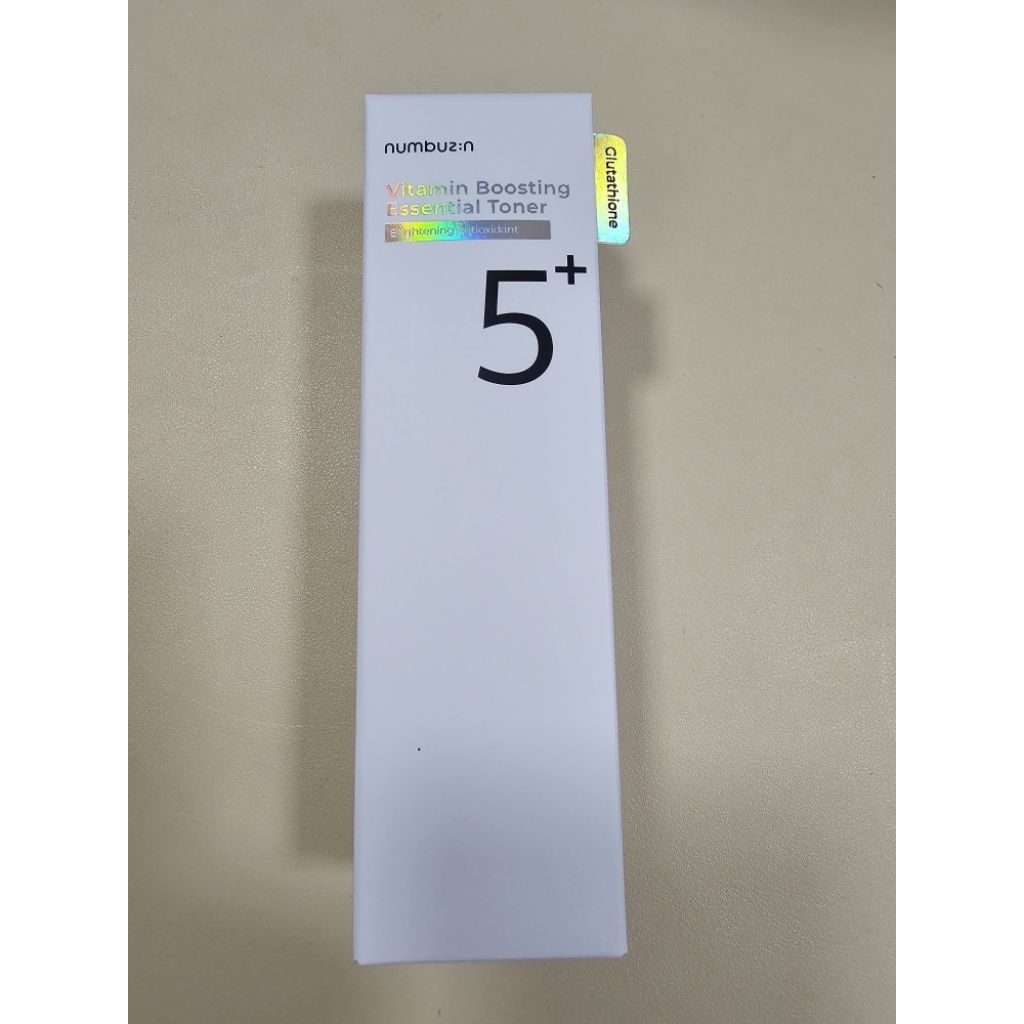 numbuz:n
Vitamin Boosting
Essential Toner
Brightening Antioxidant
5+
Glutathione